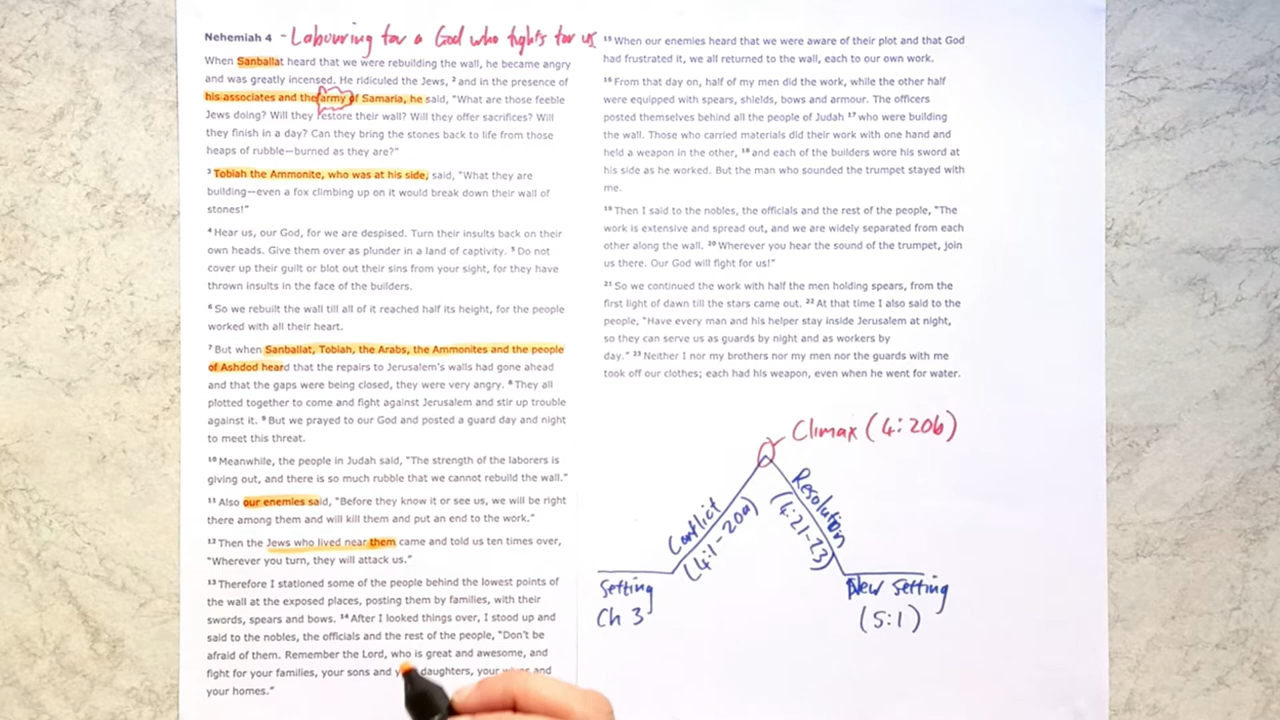 Nehemiah 4 - Labouring for a God who fights for us
When Sanballat heard that we were rebuilding the wall, he became angry
and was greatly incensed. He ridiculed the Jews, ² and in the presence of
his associates and the army of Samaria, he said, "What are those feeble
Jews doing? Will they restore their wall? Will they offer sacrifices? Will
they finish in a day? Can they bring the stones back to life from those
heaps of rubble—burned as they are?"
³ Tobiah the Ammonite, who was at his side, said, "What they are
building—even a fox climbing up on it would break down their wall of
stones!"
⁴ Hear us, our God, for we are despised. Turn their insults back on their
own heads. Give them over as plunder in a land of captivity. ⁵ Do not
cover up their guilt or blot out their sins from your sight, for they have
thrown insults in the face of the builders.
⁶ So we rebuilt the wall till all of it reached half its height, for the people
worked with all their heart.
⁷ But when Sanballat, Tobiah, the Arabs, the Ammonites and the people
of Ashdod heard that the repairs to Jerusalem's walls had gone ahead
and that the gaps were being closed, they were very angry. ⁸ They all
plotted together to come and fight against Jerusalem and stir up trouble
against it. ⁹ But we prayed to our God and posted a guard day and night
to meet this threat.
¹⁰ Meanwhile, the people in Judah said, "The strength of the laborers is
giving out, and there is so much rubble that we cannot rebuild the wall."
¹¹ Also our enemies said, "Before they know it or see us, we will be right
there among them and will kill them and put an end to the work."
¹² Then the Jews who lived near them came and told us ten times over,
"Wherever you turn, they will attack us."
¹³ Therefore I stationed some of the people behind the lowest points of
the wall at the exposed places, posting them by families, with their
swords, spears and bows. ¹⁴ After I looked things over, I stood up and
said to the nobles, the officials and the rest of the people, "Don't be
afraid of them. Remember the Lord, who is great and awesome, and
fight for your families, your sons and your daughters, your wives and
your homes."
¹⁵ When our enemies heard that we were aware of their plot and that God
had frustrated it, we all returned to the wall, each to our own work.
¹⁶ From that day on, half of my men did the work, while the other half
were equipped with spears, shields, bows and armour. The officers
posted themselves behind all the people of Judah ¹⁷ who were building
the wall. Those who carried materials did their work with one hand and
held a weapon in the other, ¹⁸ and each of the builders wore his sword at
his side as he worked. But the man who sounded the trumpet stayed with
me.
¹⁹ Then I said to the nobles, the officials and the rest of the people, "The
work is extensive and spread out, and we are widely separated from each
other along the wall. ²⁰ Wherever you hear the sound of the trumpet, join
us there. Our God will fight for us!"
²¹ So we continued the work with half the men holding spears, from the
first light of dawn till the stars came out. ²² At that time I also said to the
people, "Have every man and his helper stay inside Jerusalem at night,
so they can serve us as guards by night and as workers by
day." ²³ Neither I nor my brothers nor my men nor the guards with me
took off our clothes; each had his weapon, even when he went for water.
Climax (4:20b)
Conflict
(4:1-20a)
Resolution
(4:21-23)
Setting
Ch 3
New Setting
(5:1)